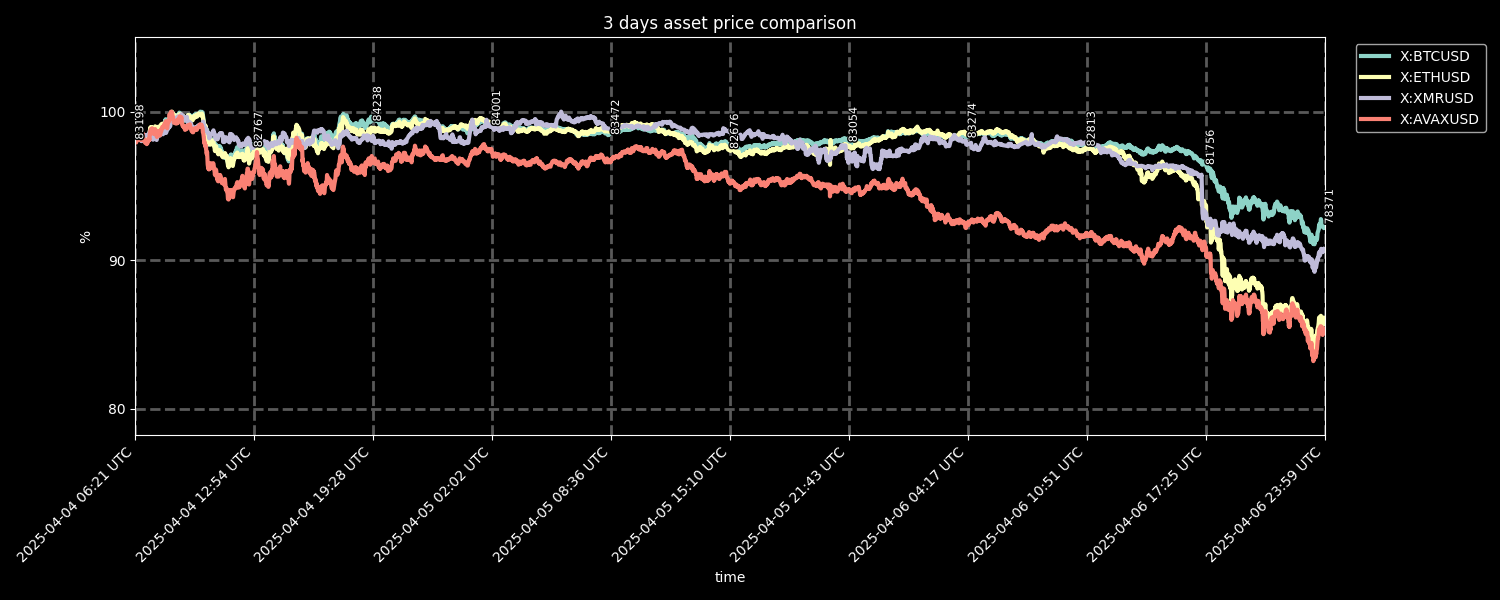 3 days asset price comparison
X:BTCUSD
X:ETHUSD
X:XMRUSD
X:AVAXUSD
100
90
80
%
83198
82767
84238
84001
83472
82676
83054
83274
82813
81756
78371
2025-04-04 06:21 UTC
2025-04-04 12:54 UTC
2025-04-04 19:28 UTC
2025-04-05 02:02 UTC
2025-04-05 08:36 UTC
2025-04-05 15:10 UTC
2025-04-05 21:43 UTC
2025-04-06 04:17 UTC
2025-04-06 10:51 UTC
2025-04-06 17:25 UTC
2025-04-06 23:59 UTC
time